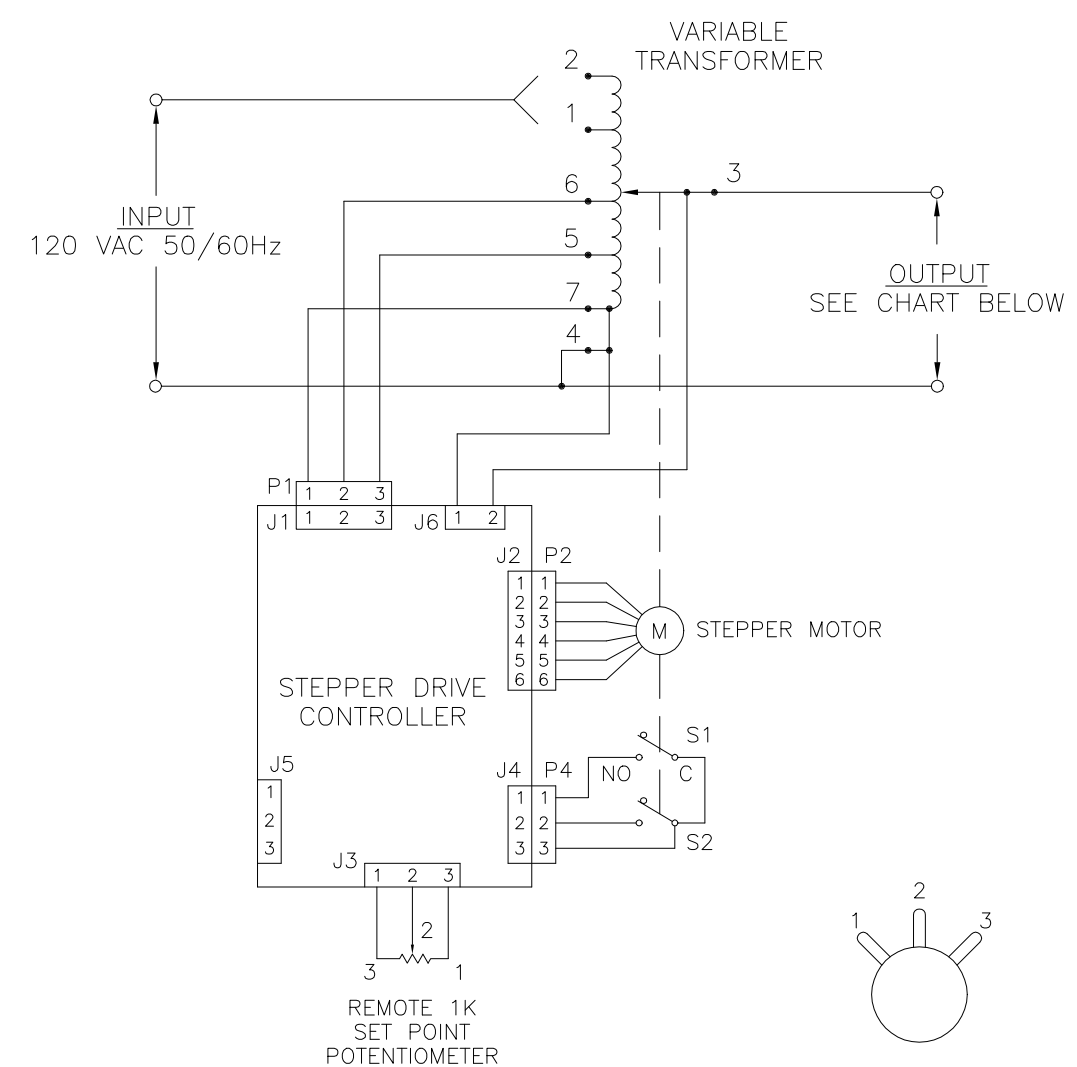 VARIABLE
TRANSFORMER
2
1
6
5
7
4
3
INPUT
120 VAC 50/60Hz
OUTPUT
SEE CHART BELOW
P1
1 2 3
J1
1 2 3
J6
1 2
J2 P2
1 1
2 2
3 3
4 4
5 5
6 6
M
STEPPER MOTOR
STEPPER DRIVE
CONTROLLER
S1
NO C
S2
J5
1
2
3
J4 P4
1 1
2 2
3 3
J3
1 2 3
2
3 1
REMOTE 1K
SET POINT
POTENTIOMETER
1 2 3